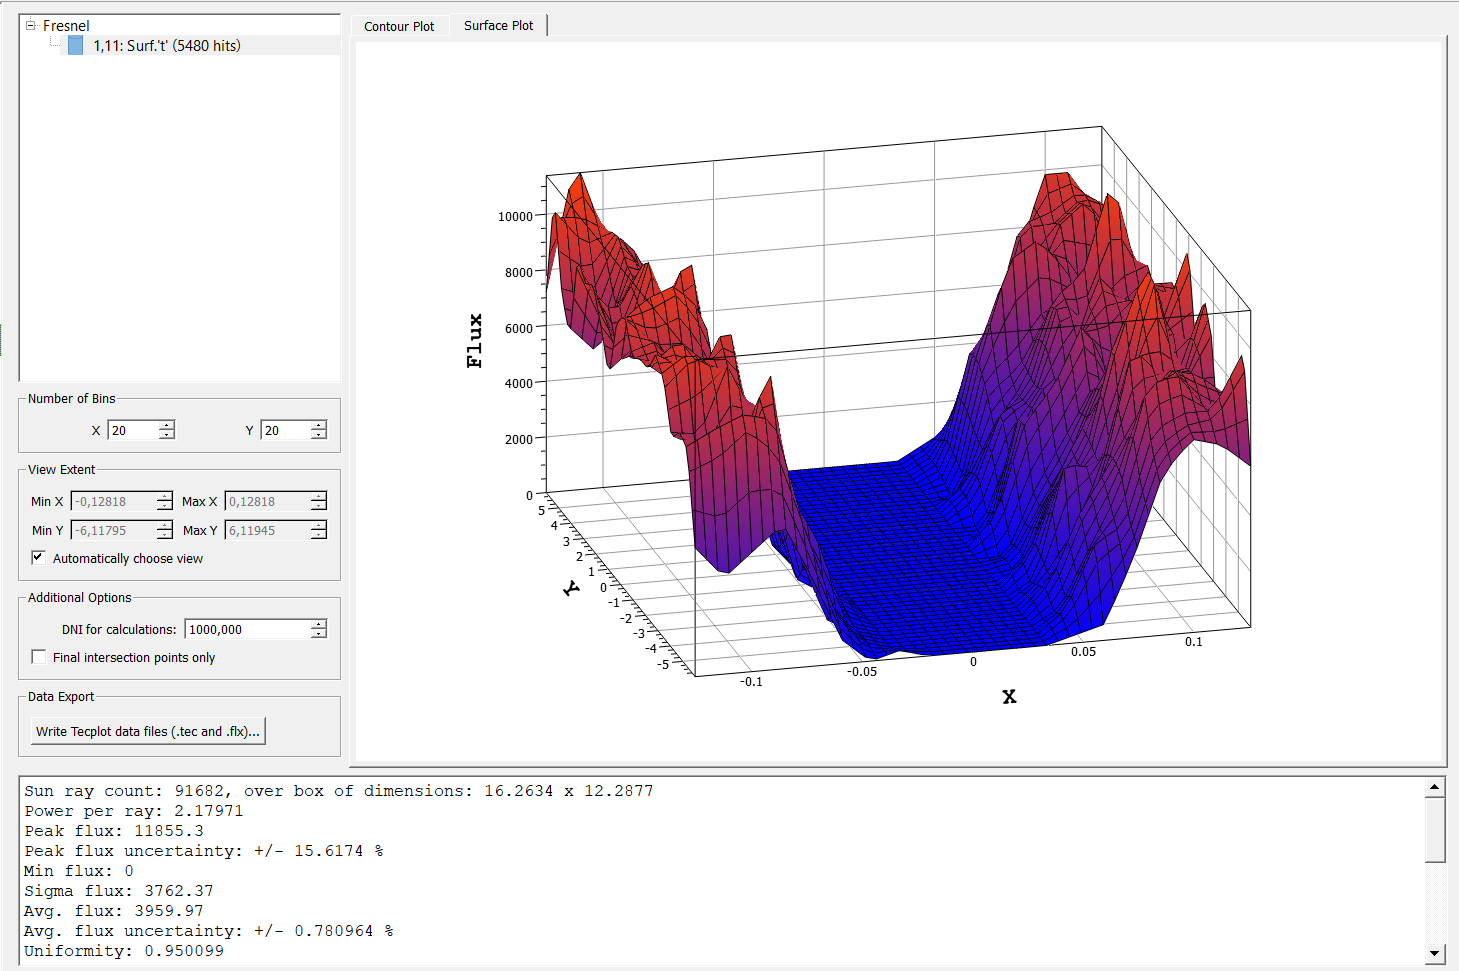 Fresnel
1,11: Surf.'t' (5480 hits)
Number of Bins
X 20 Y 20
View Extent
Min X -0,12818 Max X 0,12818
Min Y -6,11795 Max Y 6,11945
Automatically choose view
Additional Options
DNI for calculations: 1000,000
Final intersection points only
Data Export
Write Tecplot data files (.tec and .flx)...
Contour Plot Surface Plot
Flux
10000
8000
6000
4000
2000
0
5
4
3
2
1
0
-1
-2
-3
-4
-5
Y
-0.1 -0.05 0 0.05 0.1
X
Sun ray count: 91682, over box of dimensions: 16.2634 x 12.2877
Power per ray: 2.17971
Peak flux: 11855.3
Peak flux uncertainty: +/- 15.6174 %
Min flux: 0
Sigma flux: 3762.37
Avg. flux: 3959.97
Avg. flux uncertainty: +/- 0.780964 %
Uniformity: 0.950099